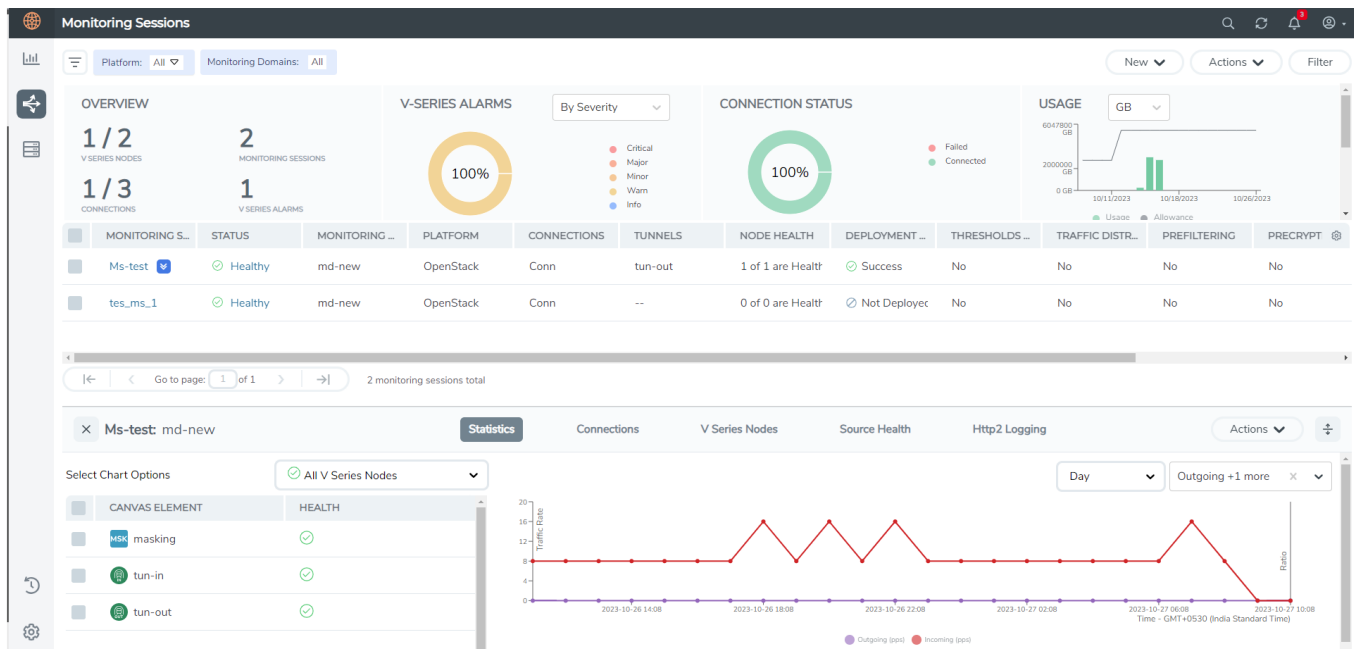 Monitoring Sessions
3
Platform: All
Monitoring Domains: All
New
Actions
Filter
OVERVIEW
1 / 2
V SERIES NODES
2
MONITORING SESSIONS
1 / 3
CONNECTIONS
1
V SERIES ALARMS
V-SERIES ALARMS
By Severity
100%
Critical
Major
Minor
Warn
Info
CONNECTION STATUS
100%
Failed
Connected
USAGE
GB
6047800
GB
2000000
GB
0 GB
10/11/2023 10/18/2023 10/26/2023
Usage Allowance
MONITORING S... STATUS MONITORING ... PLATFORM CONNECTIONS TUNNELS NODE HEALTH DEPLOYMENT ... THRESHOLDS ... TRAFFIC DISTR... PREFILTERING PRECRYPT
Ms-test Healthy md-new OpenStack Conn tun-out 1 of 1 are Health Success No No No No
tes_ms_1 Healthy md-new OpenStack Conn -- 0 of 0 are Health Not Deployed No No No No
Go to page: 1 of 1
2 monitoring sessions total
Ms-test: md-new
Statistics
Connections
V Series Nodes
Source Health
Http2 Logging
Actions
Select Chart Options
All V Series Nodes
Day
Outgoing +1 more
CANVAS ELEMENT HEALTH
MSK masking
tun-in
OUT tun-out
Traffic Rate
20
16
12
8
4
0
Ratio
2023-10-26 14:08 2023-10-26 18:08 2023-10-26 22:08 2023-10-27 02:08 2023-10-27 06:08 2023-10-27 10:08
Time - GMT+0530 (India Standard Time)
Outgoing (pps) Incoming (pps)